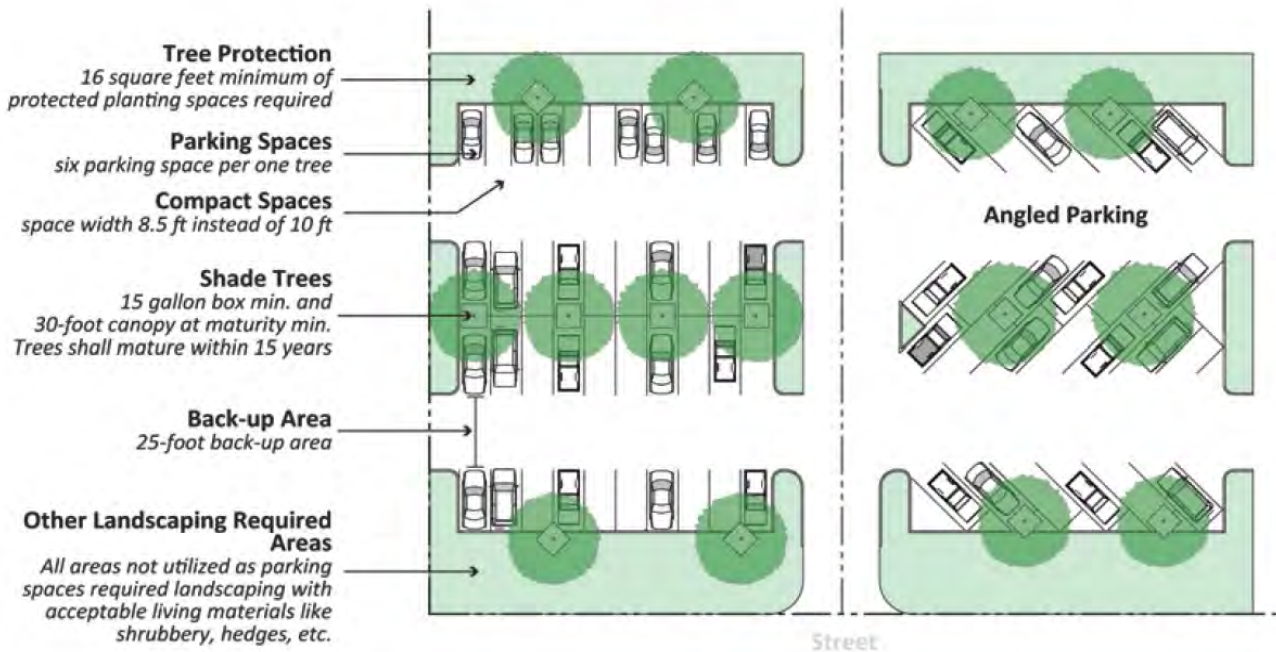 Tree Protection
16 square feet minimum of
protected planting spaces required
Parking Spaces
six parking space per one tree
Compact Spaces
space width 8.5 ft instead of 10 ft
Shade Trees
15 gallon box min. and
30-foot canopy at maturity min.
Trees shall mature within 15 years
Back-up Area
25-foot back-up area
Other Landscaping Required
Areas
All areas not utilized as parking
spaces required landscaping with
acceptable living materials like
shrubbery, hedges, etc.
Angled Parking
Street